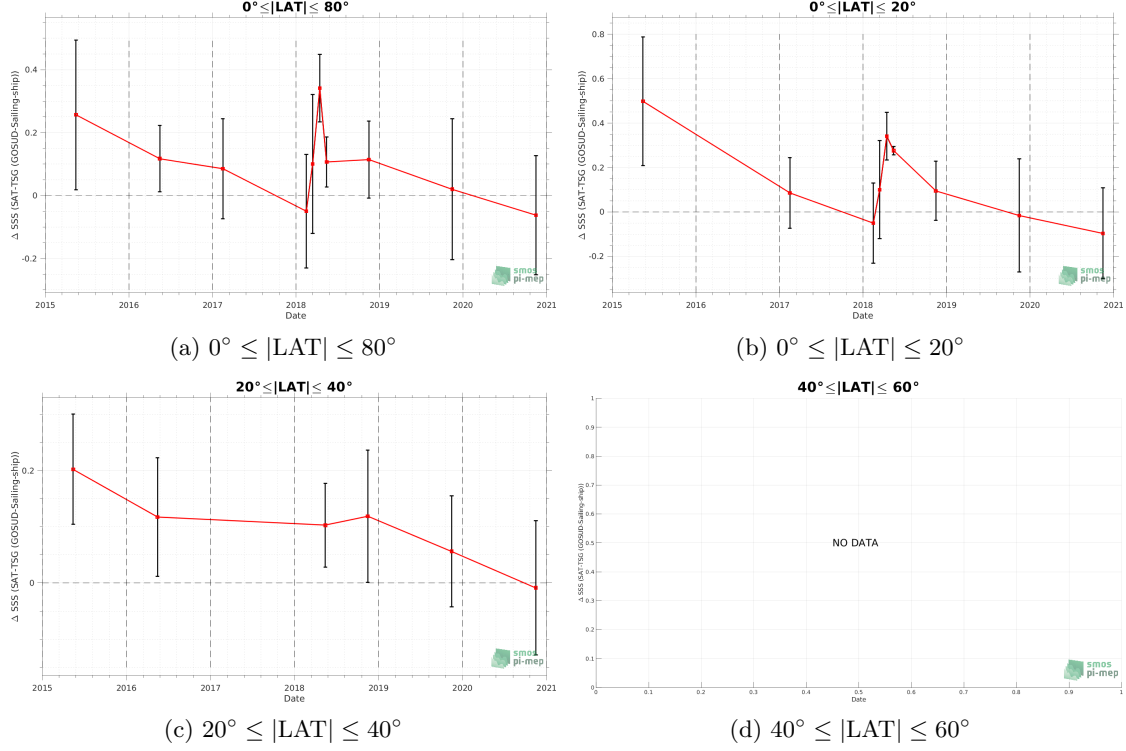 0°≤|LAT|≤ 80°
Δ SSS (SAT-TSG (GOSUD-Sailing-ship))
0.4
0.2
0
-0.2
2015 2016 2017 2018 2019 2020 2021
Date
smos
pi-mep
(a) 0° ≤ |LAT| ≤ 80°
0°≤|LAT|≤ 20°
Δ SSS (SAT-TSG (GOSUD-Sailing-ship))
0.8
0.6
0.4
0.2
0
-0.2
2015 2016 2017 2018 2019 2020 2021
Date
smos
pi-mep
(b) 0° ≤ |LAT| ≤ 20°
20°≤|LAT|≤ 40°
Δ SSS (SAT-TSG (GOSUD-Sailing-ship))
0.2
0
2015 2016 2017 2018 2019 2020 2021
Date
smos
pi-mep
(c) 20° ≤ |LAT| ≤ 40°
40°≤|LAT|≤ 60°
Δ SSS (SAT-TSG (GOSUD-Sailing-ship))
1
0.9
0.8
0.7
0.6
0.5
0.4
0.3
0.2
0.1
0
NO DATA
0 0.1 0.2 0.3 0.4 0.5 0.6 0.7 0.8 0.9 1
Date
smos
pi-mep
(d) 40° ≤ |LAT| ≤ 60°